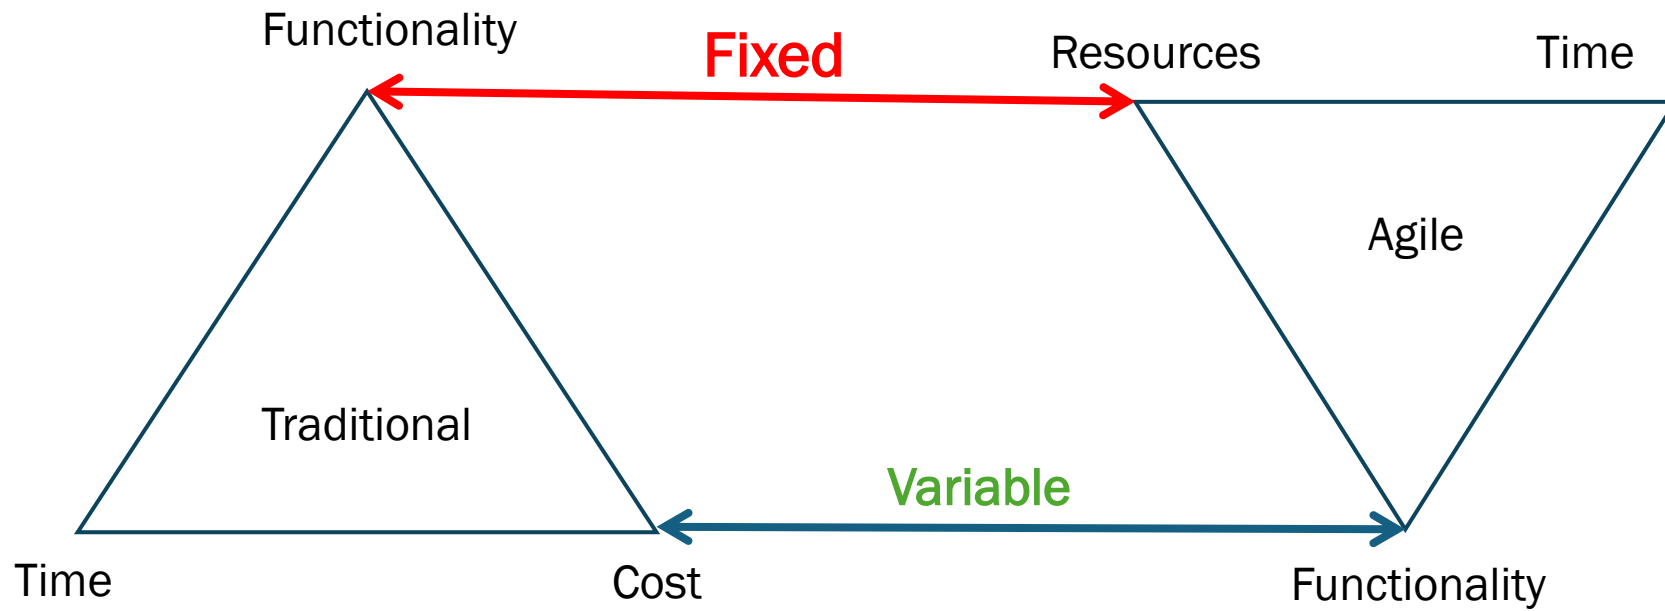 Functionality
Fixed
Resources
Time
Agile
Traditional
Variable
Time
Cost
Functionality